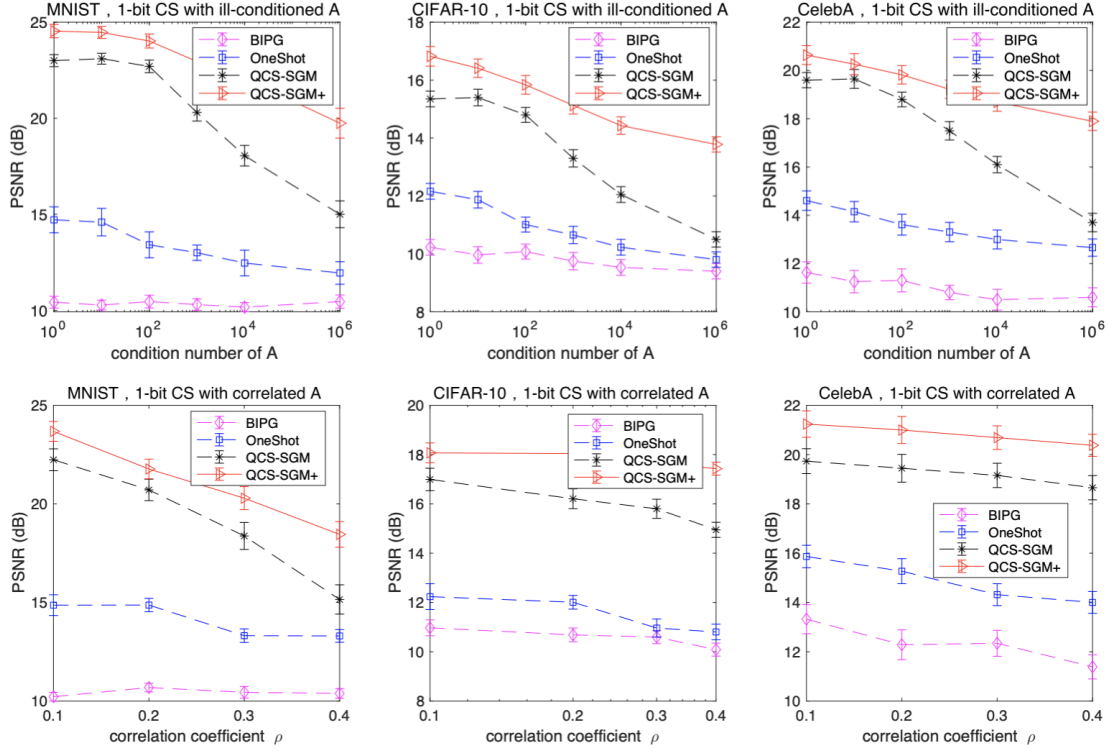 MNIST , 1-bit CS with ill-conditioned A
25
20
15
10
PSNR (dB)
10^0
10^2
10^4
10^6
condition number of A
BIPG
OneShot
QCS-SGM
QCS-SGM+
CIFAR-10 , 1-bit CS with ill-conditioned A
18
16
14
12
10
8
PSNR (dB)
10^0
10^2
10^4
10^6
condition number of A
BIPG
OneShot
QCS-SGM
QCS-SGM+
CelebA , 1-bit CS with ill-conditioned A
22
20
18
16
14
12
10
PSNR (dB)
10^0
10^2
10^4
10^6
condition number of A
BIPG
OneShot
QCS-SGM
QCS-SGM+
MNIST , 1-bit CS with correlated A
25
20
15
10
PSNR (dB)
0.1
0.2
0.3
0.4
correlation coefficient ρ
BIPG
OneShot
QCS-SGM
QCS-SGM+
CIFAR-10 , 1-bit CS with correlated A
20
18
16
14
12
10
8
PSNR (dB)
0.1
0.2
0.3
0.4
correlation coefficient ρ
BIPG
OneShot
QCS-SGM
QCS-SGM+
CelebA , 1-bit CS with correlated A
22
20
18
16
14
12
10
PSNR (dB)
0.1
0.2
0.3
0.4
correlation coefficient ρ
BIPG
OneShot
QCS-SGM
QCS-SGM+